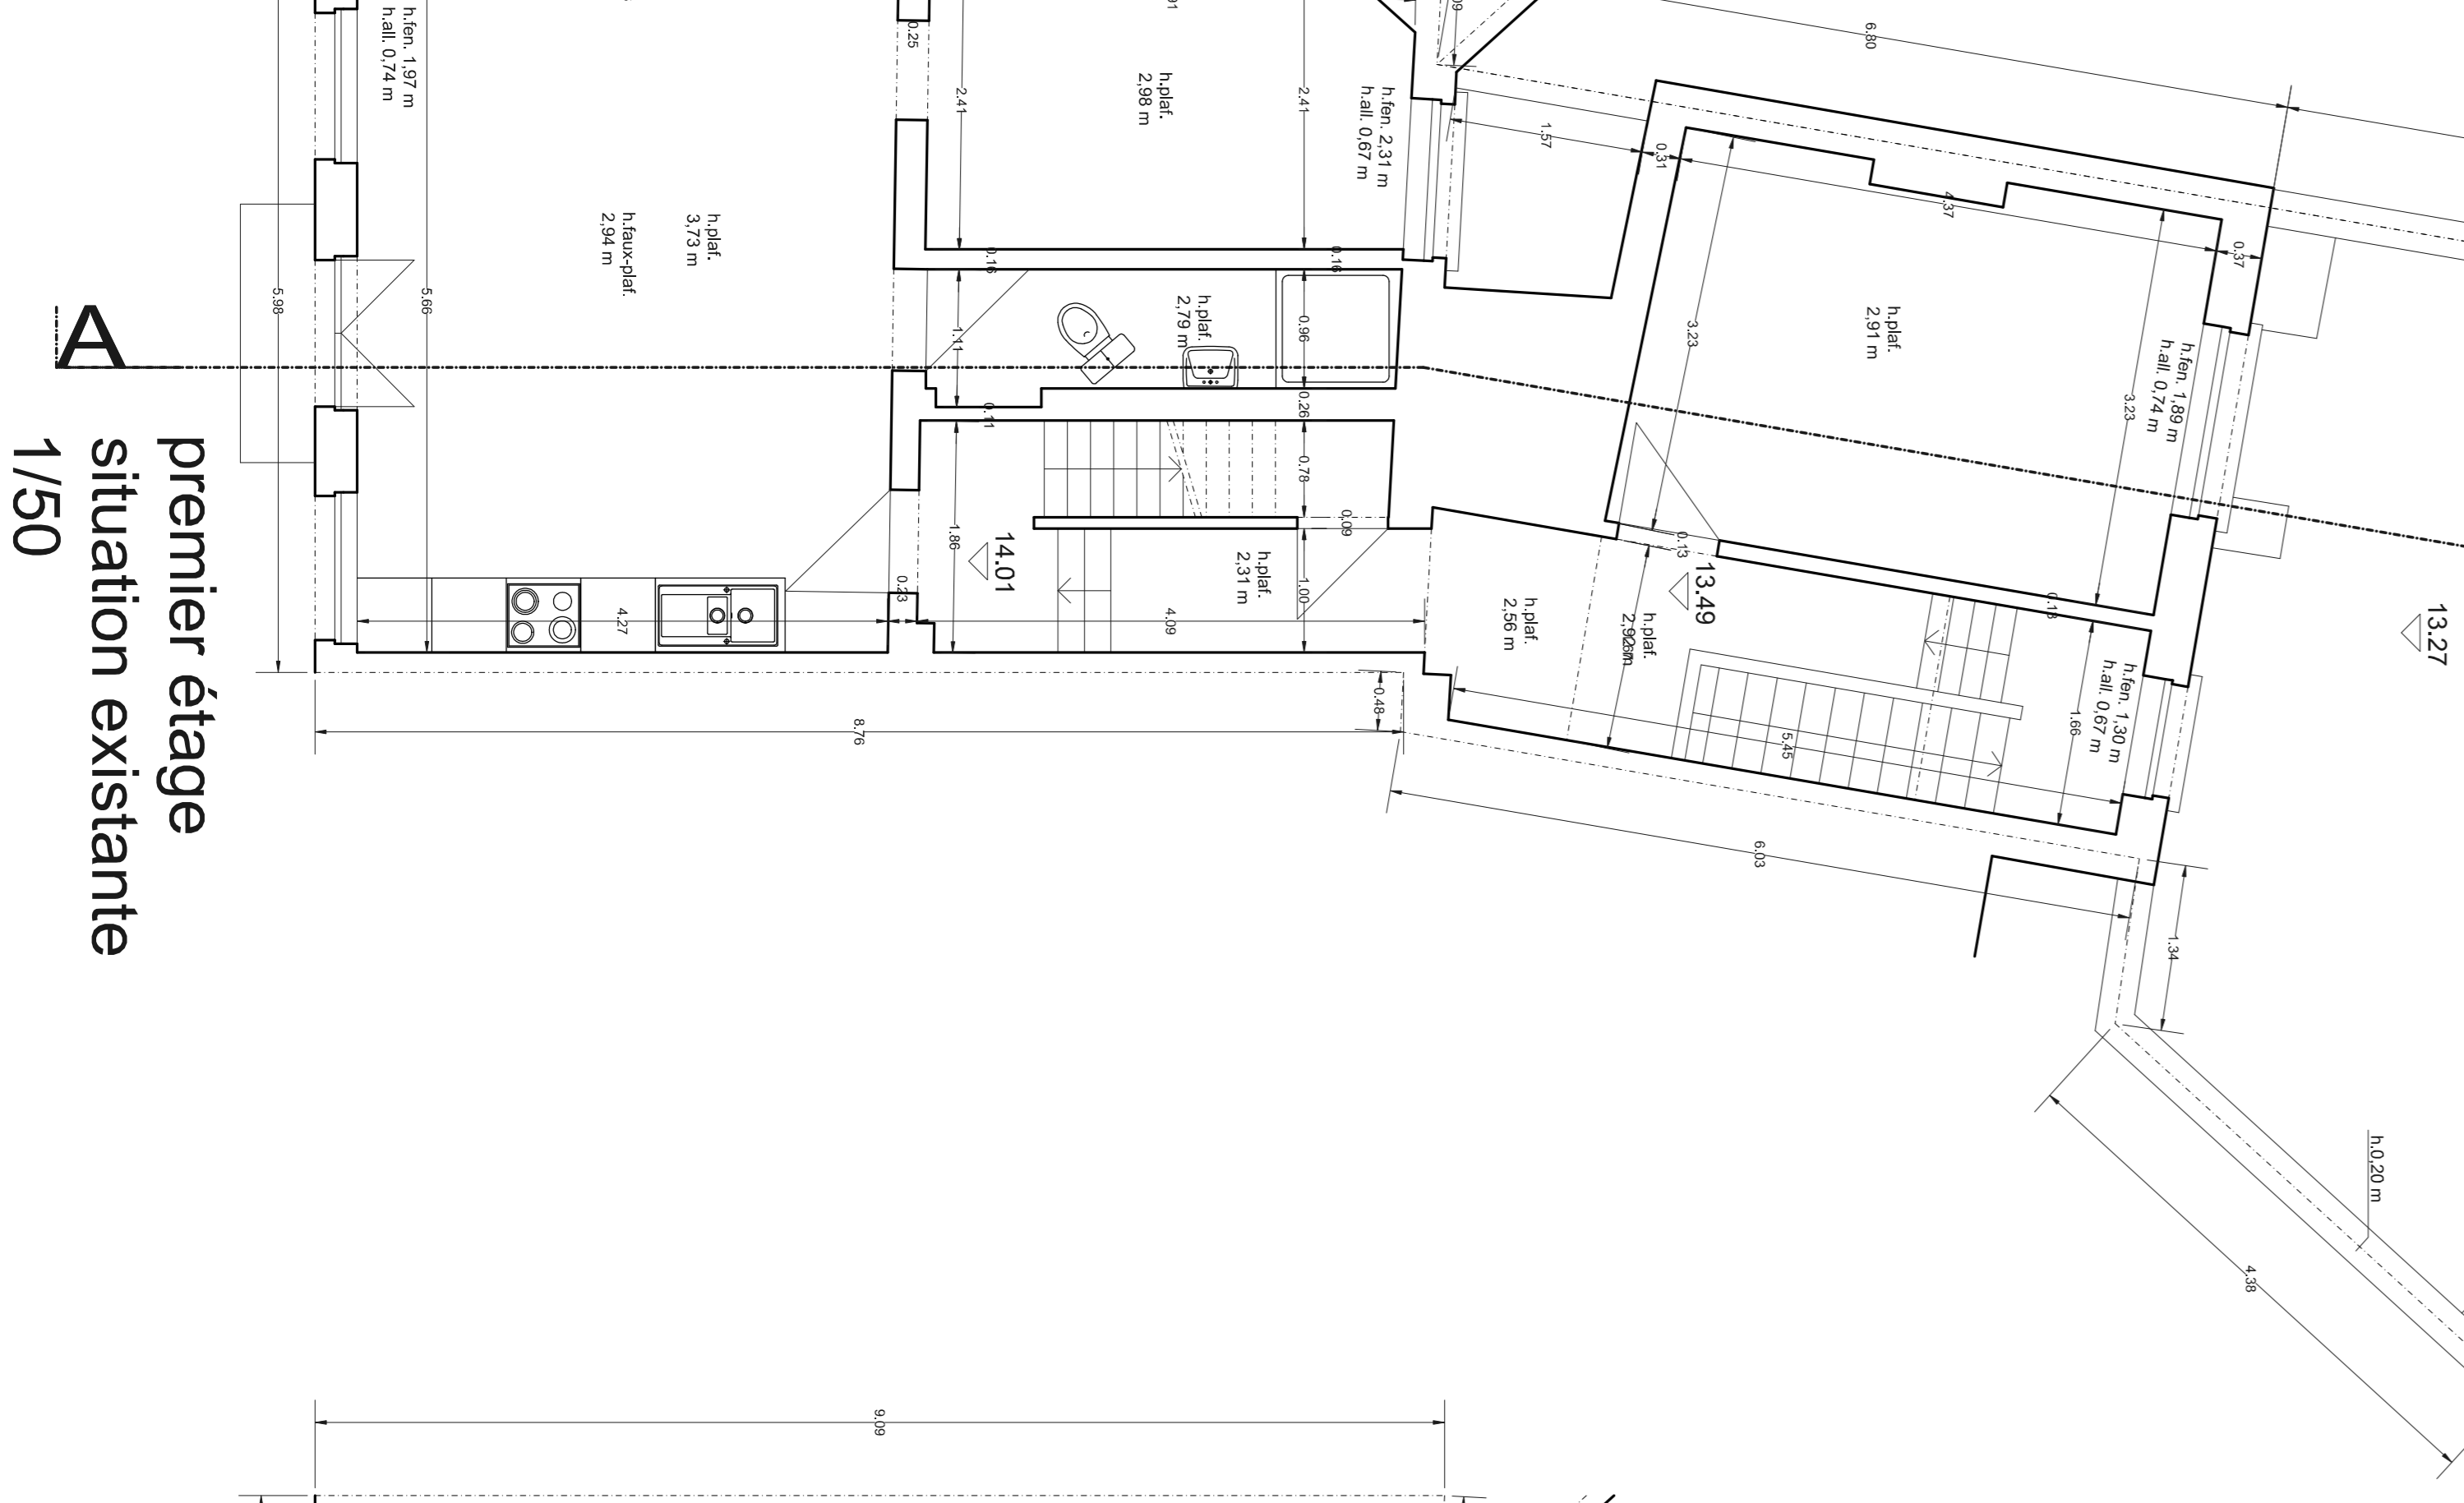 h.fen. 1,97 m
h.all. 0,74 m
0.25
2.41
h.plaf.
2,98 m
2.41
h.fen. 2,31 m
h.all. 0,67 m
1.57
0.31
6.80
4.37
0.37
h.plaf.
3,73 m
h.faux-plaf.
2,94 m
0.16
0.16
5.98
5.66
1.11
h.plaf.
2,79 m
0.96
3.23
h.plaf.
2,91 m
h.fen. 1,89 m
h.all. 0,74 m
3.23
A
0.11
0.26
0.78
0.09
1.86
14.01
h.plaf.
2,31 m
1.00
0.23
4.27
4.09
0.13
13.49
h.plaf.
2,56 m
h.plaf.
0.13
13.27
h.fen. 1,30 m
h.all. 0,67 m
1.66
5.45
0.48
8.76
6.03
1.34
h.0,20 m
4.38
9.09
premier étage
situation existante
1/50